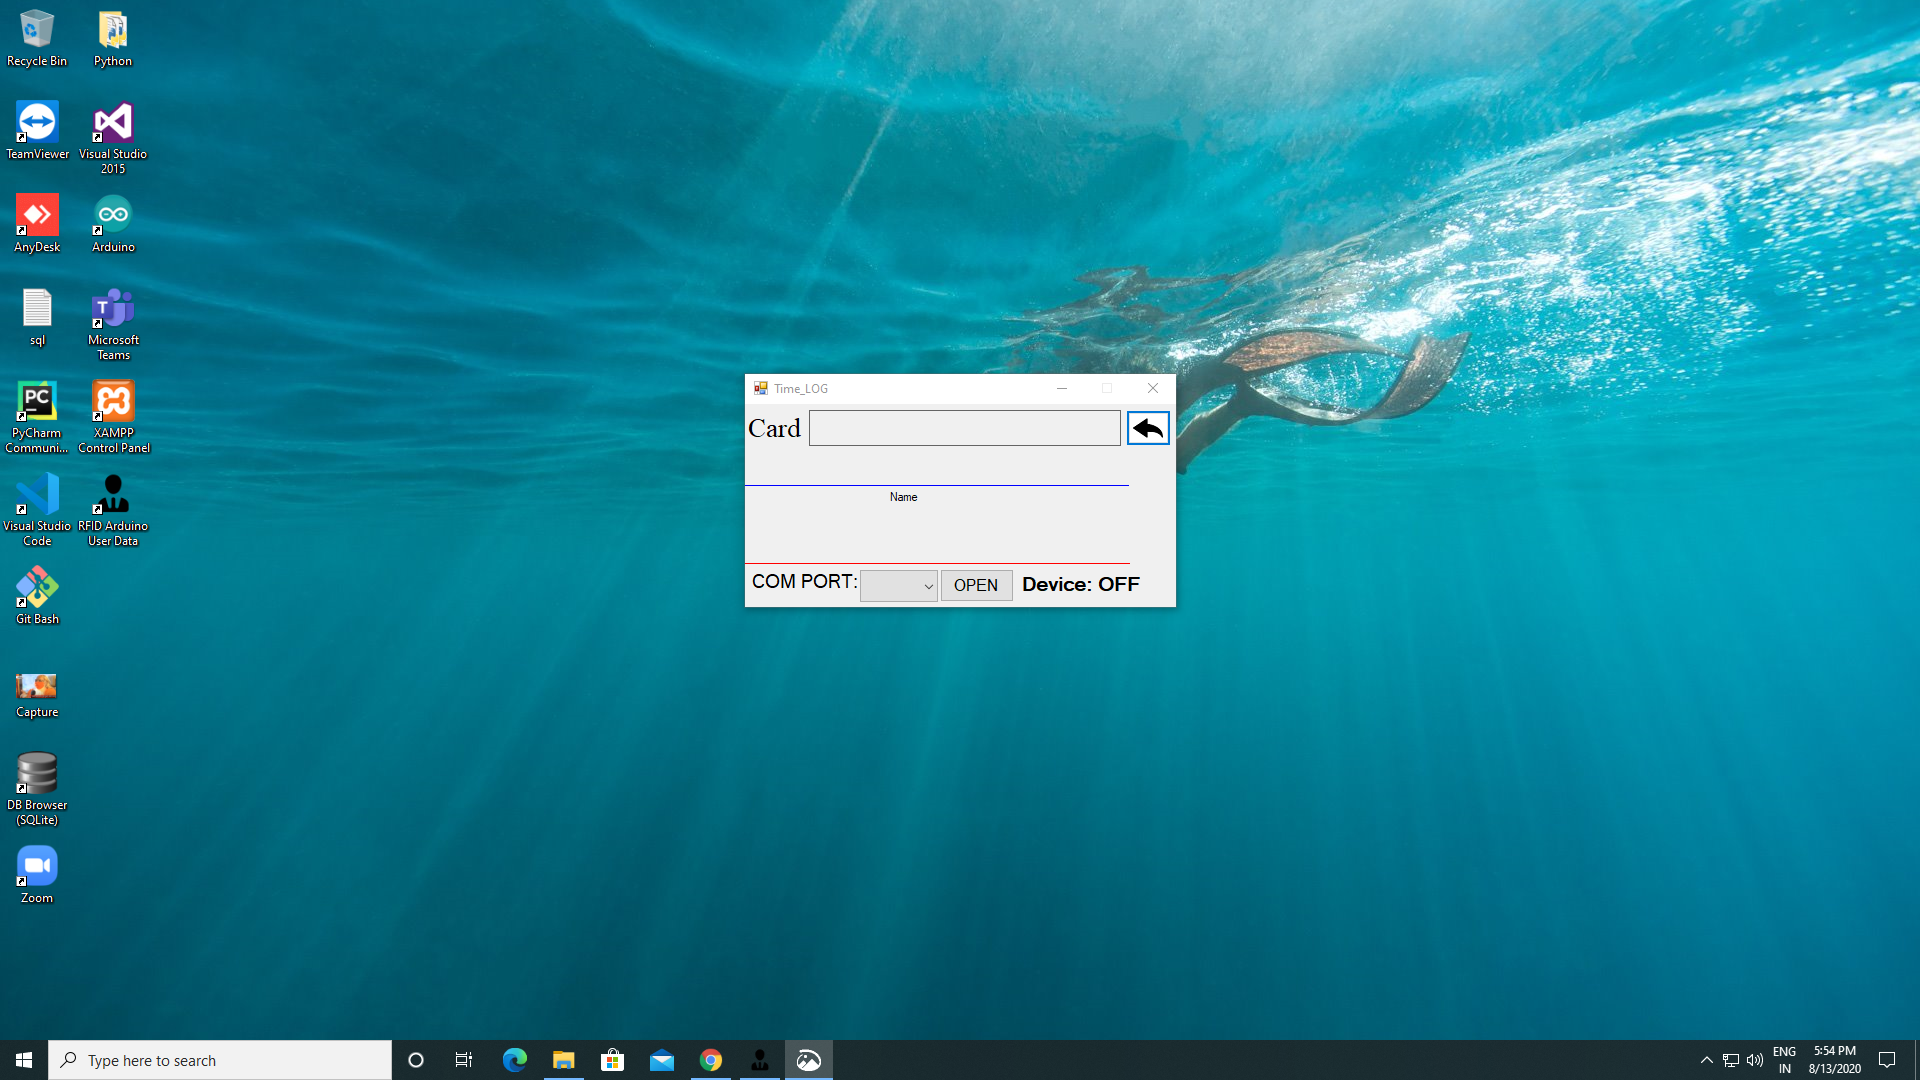 Recycle Bin
Python
TeamViewer
Visual Studio
2015
AnyDesk
Arduino
sql
Microsoft
Teams
PyCharm
Communi...
XAMPP
Control Panel
Visual Studio
Code
RFID Arduino
User Data
Git Bash
Capture
DB Browser
(SQLite)
Zoom
Time_LOG
Card
Name
COM PORT:
OPEN
Device: OFF
Type here to search
ENG
IN
5:54 PM
8/13/2020